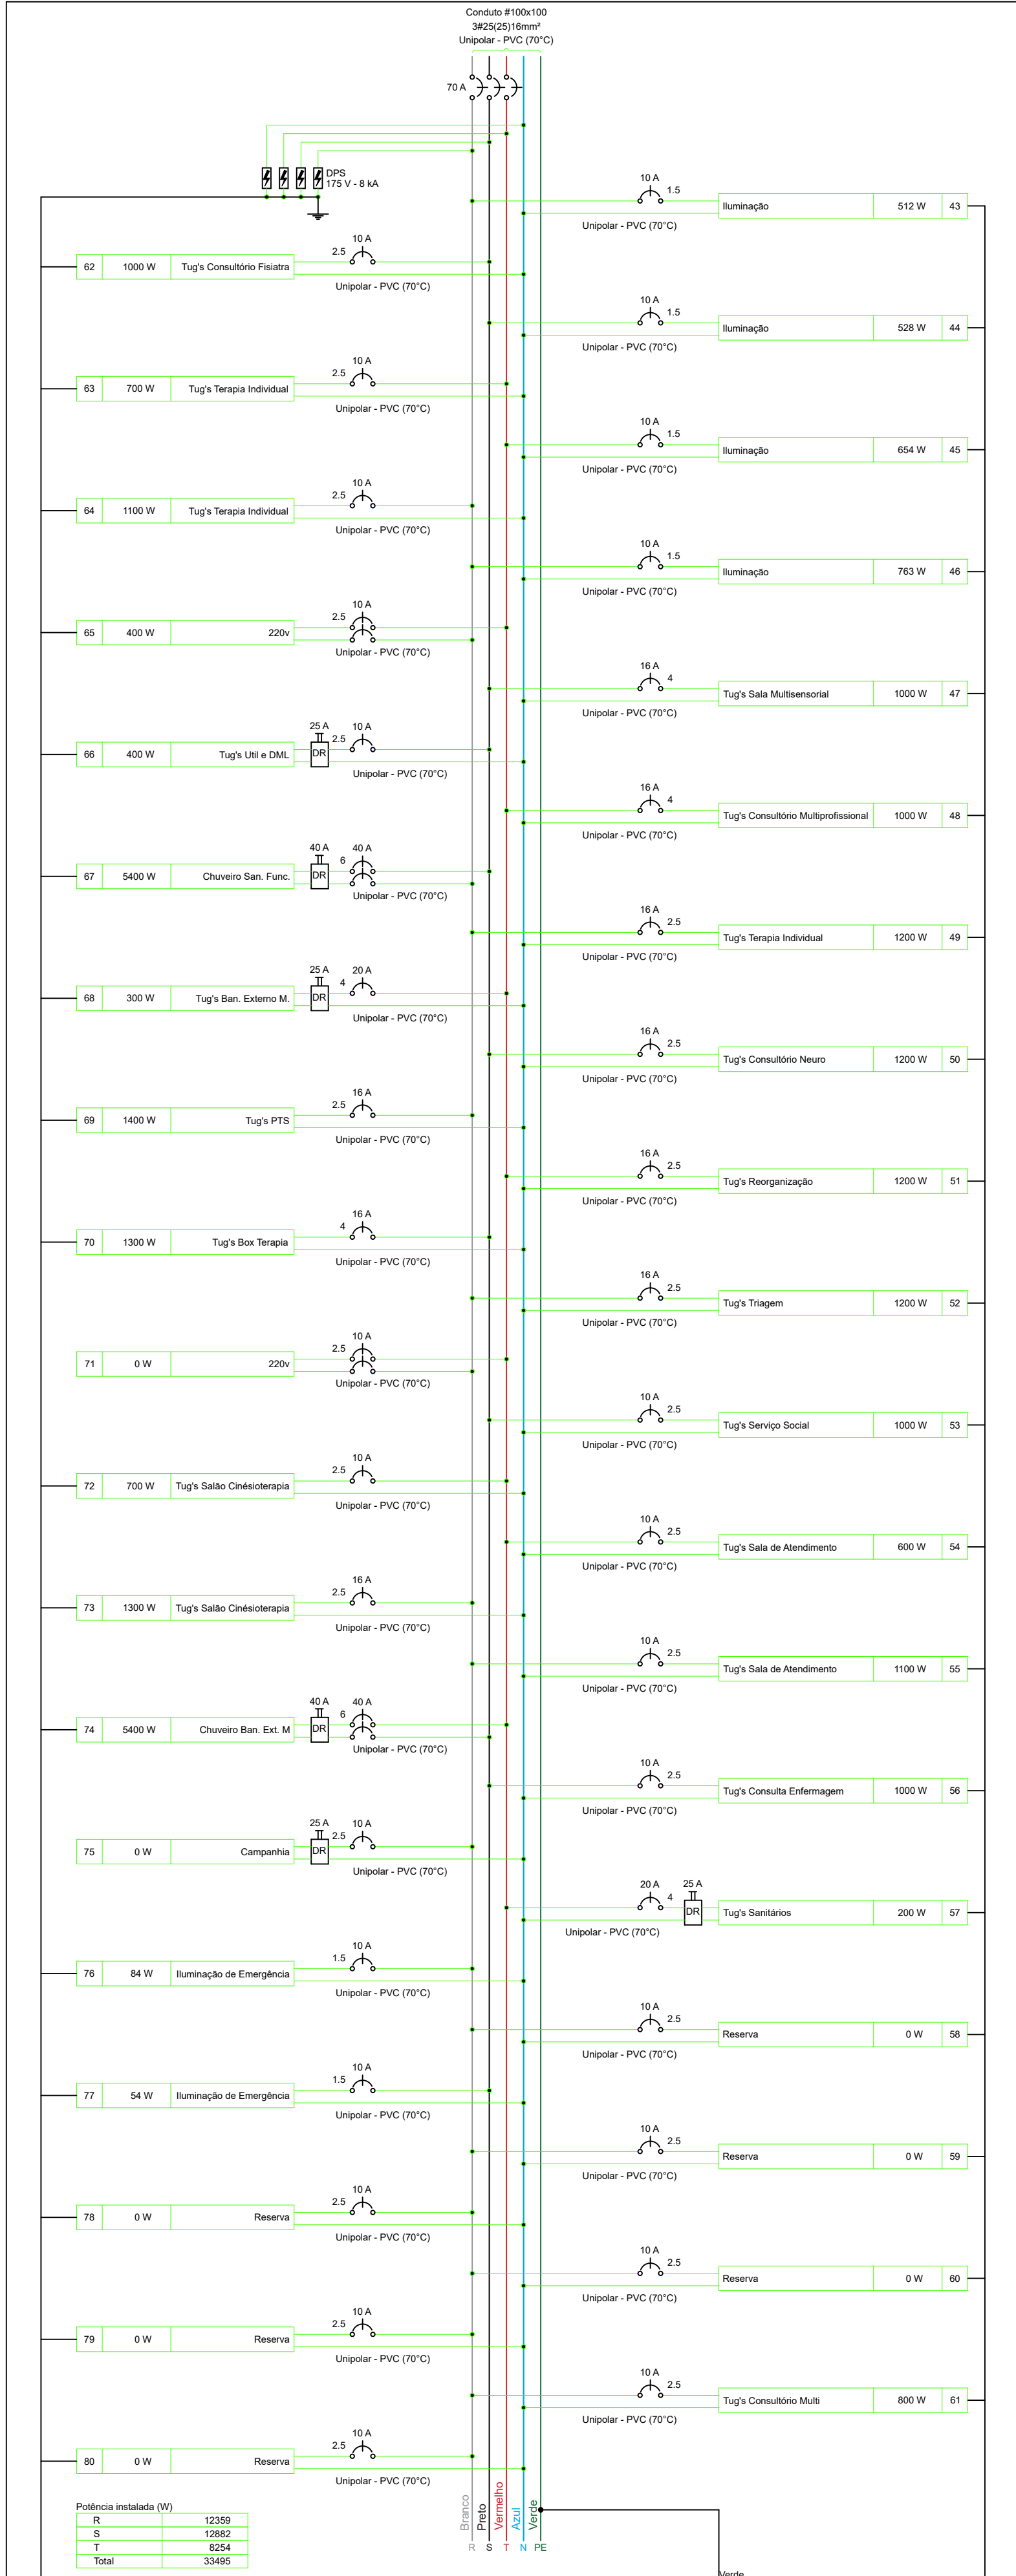 Conduto #100x100
3#25(25)16mm²
Unipolar - PVC (70°C)
70 A
DPS
175 V - 8 kA
10 A
1.5
Iluminação 512 W 43
Unipolar - PVC (70°C)
10 A
2.5
62 1000 W Tug's Consultório Fisiatra
Unipolar - PVC (70°C)
10 A
1.5
Iluminação 528 W 44
Unipolar - PVC (70°C)
10 A
2.5
63 700 W Tug's Terapia Individual
Unipolar - PVC (70°C)
10 A
1.5
Iluminação 654 W 45
Unipolar - PVC (70°C)
10 A
2.5
64 1100 W Tug's Terapia Individual
Unipolar - PVC (70°C)
10 A
1.5
Iluminação 763 W 46
Unipolar - PVC (70°C)
10 A
2.5
65 400 W 220v
Unipolar - PVC (70°C)
16 A
4
Tug's Sala Multisensorial 1000 W 47
Unipolar - PVC (70°C)
25 A 10 A
2.5
66 400 W Tug's Util e DML DR
Unipolar - PVC (70°C)
16 A
4
Tug's Consultório Multiprofissional 1000 W 48
Unipolar - PVC (70°C)
40 A 40 A
6
67 5400 W Chuveiro San. Func. DR
Unipolar - PVC (70°C)
16 A
2.5
Tug's Terapia Individual 1200 W 49
Unipolar - PVC (70°C)
25 A 20 A
4
68 300 W Tug's Ban. Externo M. DR
Unipolar - PVC (70°C)
16 A
2.5
Tug's Consultório Neuro 1200 W 50
Unipolar - PVC (70°C)
16 A
2.5
69 1400 W Tug's PTS
Unipolar - PVC (70°C)
16 A
2.5
Tug's Reorganização 1200 W 51
Unipolar - PVC (70°C)
16 A
4
70 1300 W Tug's Box Terapia
Unipolar - PVC (70°C)
16 A
2.5
Tug's Triagem 1200 W 52
Unipolar - PVC (70°C)
10 A
2.5
71 0 W 220v
Unipolar - PVC (70°C)
10 A
2.5
Tug's Serviço Social 1000 W 53
Unipolar - PVC (70°C)
10 A
2.5
72 700 W Tug's Salão Cinésioterapia
Unipolar - PVC (70°C)
10 A
2.5
Tug's Sala de Atendimento 600 W 54
Unipolar - PVC (70°C)
16 A
2.5
73 1300 W Tug's Salão Cinésioterapia
Unipolar - PVC (70°C)
10 A
2.5
Tug's Sala de Atendimento 1100 W 55
Unipolar - PVC (70°C)
40 A 40 A
6
74 5400 W Chuveiro Ban. Ext. M DR
Unipolar - PVC (70°C)
10 A
2.5
Tug's Consulta Enfermagem 1000 W 56
Unipolar - PVC (70°C)
25 A 10 A
2.5
75 0 W Campanhia DR
Unipolar - PVC (70°C)
20 A 25 A
4
DR Tug's Sanitários 200 W 57
Unipolar - PVC (70°C)
10 A
1.5
76 84 W Iluminação de Emergência
Unipolar - PVC (70°C)
10 A
2.5
Reserva 0 W 58
Unipolar - PVC (70°C)
10 A
1.5
77 54 W Iluminação de Emergência
Unipolar - PVC (70°C)
10 A
2.5
Reserva 0 W 59
Unipolar - PVC (70°C)
10 A
2.5
78 0 W Reserva
Unipolar - PVC (70°C)
10 A
2.5
Reserva 0 W 60
Unipolar - PVC (70°C)
10 A
2.5
79 0 W Reserva
Unipolar - PVC (70°C)
10 A
2.5
Tug's Consultório Multi 800 W 61
Unipolar - PVC (70°C)
10 A
2.5
80 0 W Reserva
Unipolar - PVC (70°C)
Branco Preto Vermelho Azul Verde
R S T N PE
Potência instalada (W)
R 12359
S 12882
T 8254
Total 33495
Verde